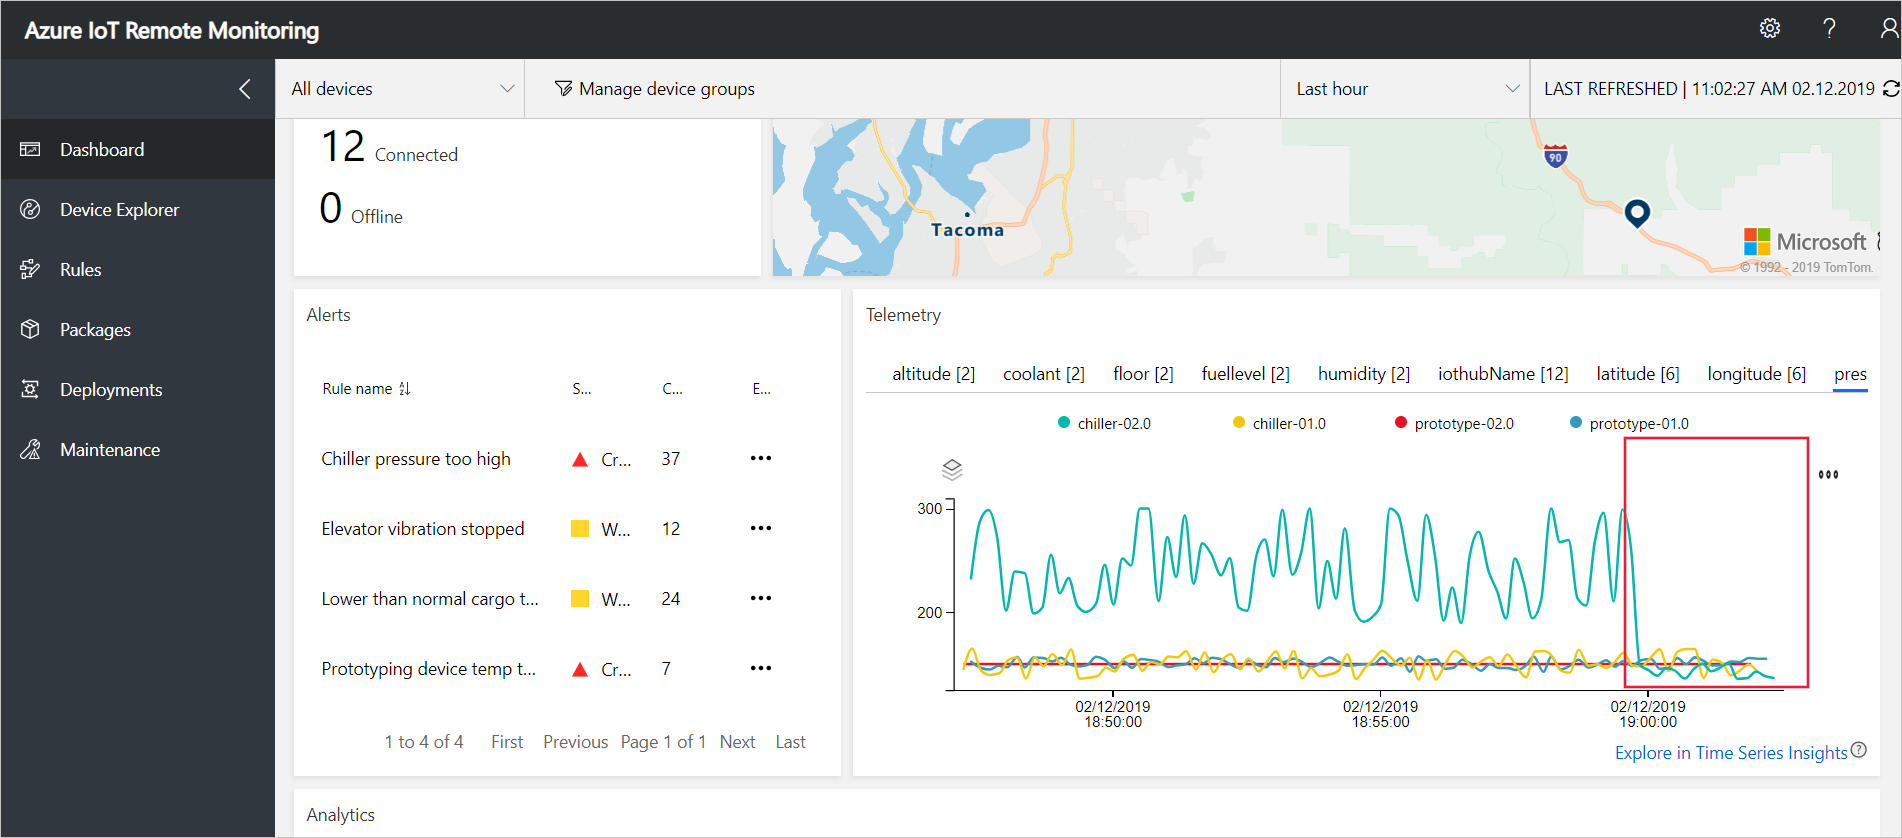 Azure IoT Remote Monitoring
?
All devices
Manage device groups
Last hour
LAST REFRESHED | 11:02:27 AM 02.12.2019
Dashboard
Device Explorer
Rules
Packages
Deployments
Maintenance
12 Connected
0 Offline
90
Tacoma
Microsoft
© 1992 - 2019 TomTom.
Alerts
Rule name S... C... E...
Chiller pressure too high Cr... 37
Elevator vibration stopped W... 12
Lower than normal cargo t... W... 24
Prototyping device temp t... Cr... 7
1 to 4 of 4 First Previous Page 1 of 1 Next Last
Telemetry
altitude [2] coolant [2] floor [2] fuellevel [2] humidity [2] iothubName [12] latitude [6] longitude [6] pres
chiller-02.0 chiller-01.0 prototype-02.0 prototype-01.0
300
200
02/12/2019 02/12/2019 02/12/2019
18:50:00 18:55:00 19:00:00
Explore in Time Series Insights ?
Analytics